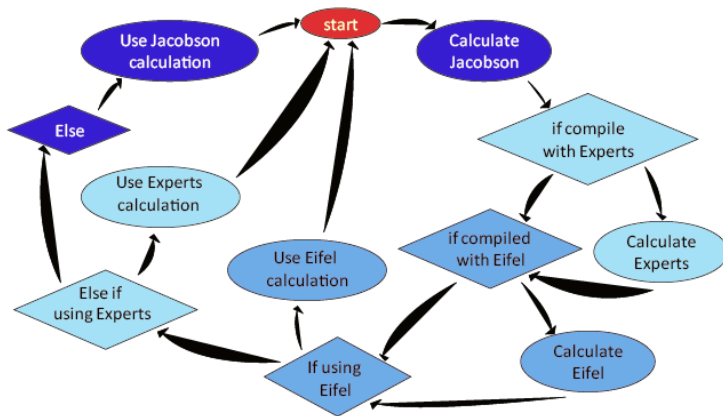 start
Use Jacobson
calculation
Calculate
Jacobson
Else
if compile
with Experts
Use Experts
calculation
if compiled
with Eifel
Calculate
Experts
Use Eifel
calculation
Else if
using Experts
If using
Eifel
Calculate
Eifel